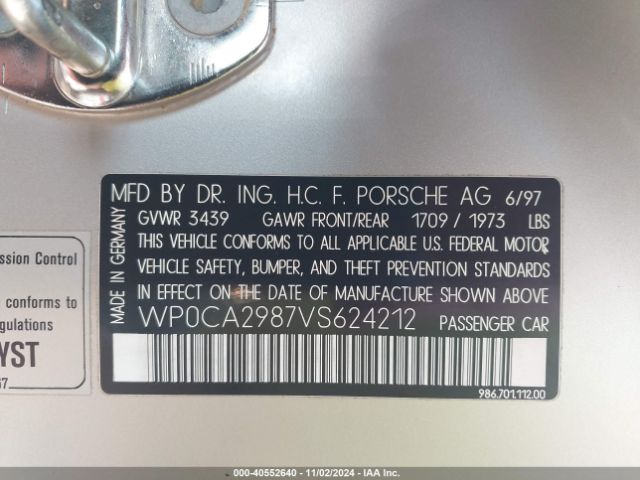 MFD BY DR. ING. H.C. F. PORSCHE AG 6/97
GVWR 3439 GAWR FRONT/REAR 1709 / 1973 LBS
THIS VEHICLE CONFORMS TO ALL APPLICABLE U.S. FEDERAL MOTOR
VEHICLE SAFETY, BUMPER, AND THEFT PREVENTION STANDARDS
IN EFFECT ON THE DATE OF MANUFACTURE SHOWN ABOVE
WP0CA2987VS624212 PASSENGER CAR
986.701.112.00
MADE IN GERMANY
ssion Control
conforms to
gulations
YST
000-40552640 - 11/02/2024 - IAA Inc.